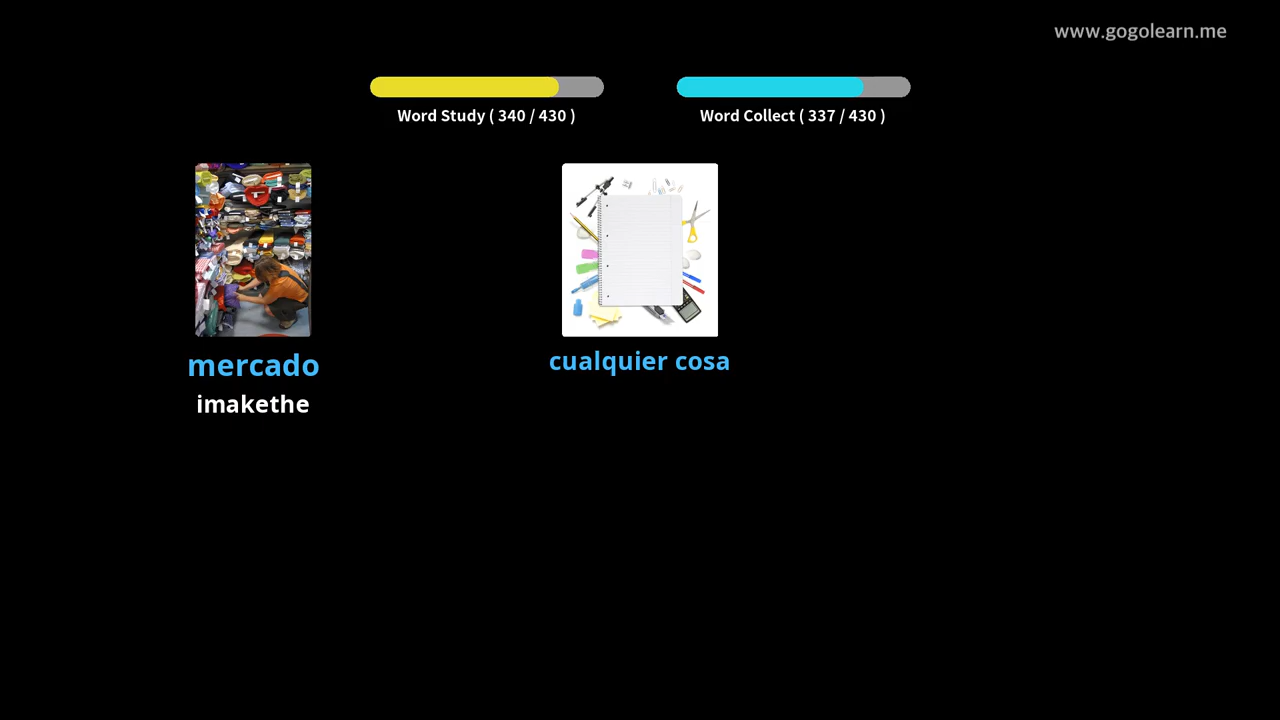 www.gogolearn.me
Word Study ( 340 / 430 )
Word Collect ( 337 / 430 )
mercado
imakethe
cualquier cosa